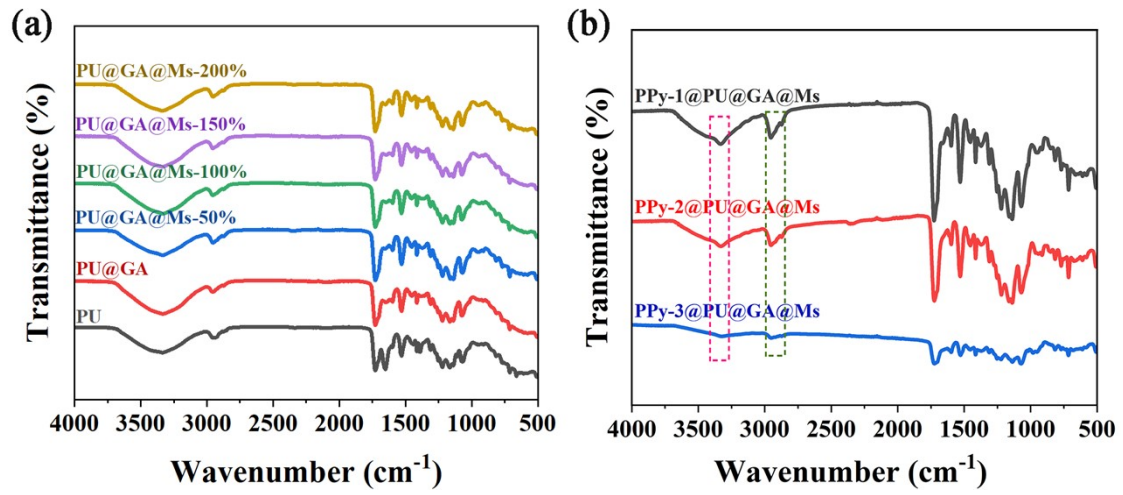 (a)
PU@GA@Ms-200%
PU@GA@Ms-150%
PU@GA@Ms-100%
PU@GA@Ms-50%
PU@GA
PU
Transmittance (%)
4000 3500 3000 2500 2000 1500 1000 500
Wavenumber (cm-1)
(b)
PPy-1@PU@GA@Ms
PPy-2@PU@GA@Ms
PPy-3@PU@GA@Ms
Transmittance (%)
4000 3500 3000 2500 2000 1500 1000 500
Wavenumber (cm-1)